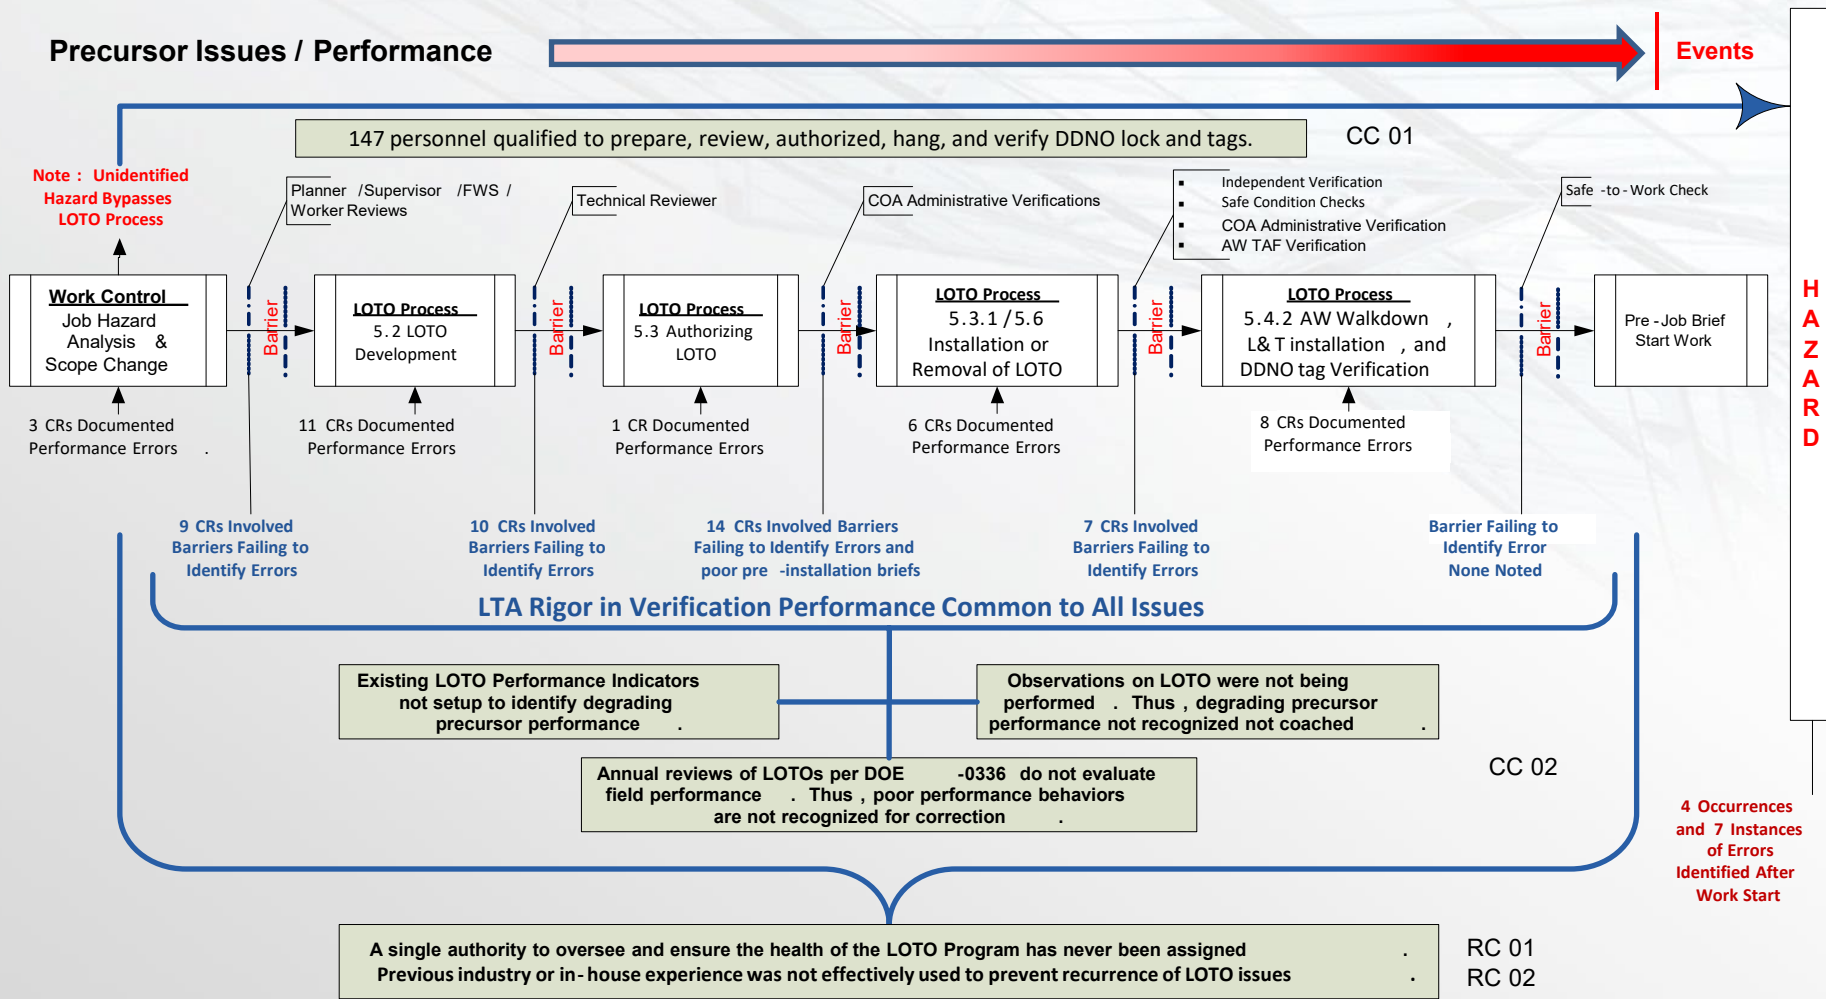 Precursor Issues / Performance
Events
147 personnel qualified to prepare, review, authorized, hang, and verify DDNO lock and tags.
CC 01
Note : Unidentified
Hazard Bypasses
LOTO Process
Planner /Supervisor /FWS /
Worker Reviews
Technical Reviewer
COA Administrative Verifications
▪ Independent Verification
▪ Safe Condition Checks
▪ COA Administrative Verification
▪ AW TAF Verification
Safe -to - Work Check
Work Control
Job Hazard
Analysis &
Scope Change
Barrier
LOTO Process
5.2 LOTO
Development
Barrier
LOTO Process
5.3 Authorizing
LOTO
Barrier
LOTO Process
5.3.1 / 5.6
Installation or
Removal of LOTO
Barrier
LOTO Process
5.4.2 AW Walkdown ,
L& T installation , and
DDNO tag Verification
Barrier
Pre -Job Brief
Start Work
H
A
Z
A
R
D
3 CRs Documented
Performance Errors .
11 CRs Documented
Performance Errors
1 CR Documented
Performance Errors
6 CRs Documented
Performance Errors
8 CRs Documented
Performance Errors
9 CRs Involved
Barriers Failing to
Identify Errors
10 CRs Involved
Barriers Failing to
Identify Errors
14 CRs Involved Barriers
Failing to Identify Errors and
poor pre -installation briefs
7 CRs Involved
Barriers Failing to
Identify Errors
Barrier Failing to
Identify Error
None Noted
LTA Rigor in Verification Performance Common to All Issues
Existing LOTO Performance Indicators
not setup to identify degrading
precursor performance .
Observations on LOTO were not being
performed . Thus , degrading precursor
performance not recognized not coached .
Annual reviews of LOTOs per DOE -0336 do not evaluate
field performance . Thus , poor performance behaviors
are not recognized for correction .
CC 02
4 Occurrences
and 7 Instances
of Errors
Identified After
Work Start
A single authority to oversee and ensure the health of the LOTO Program has never been assigned .
Previous industry or in- house experience was not effectively used to prevent recurrence of LOTO issues .
RC 01
RC 02